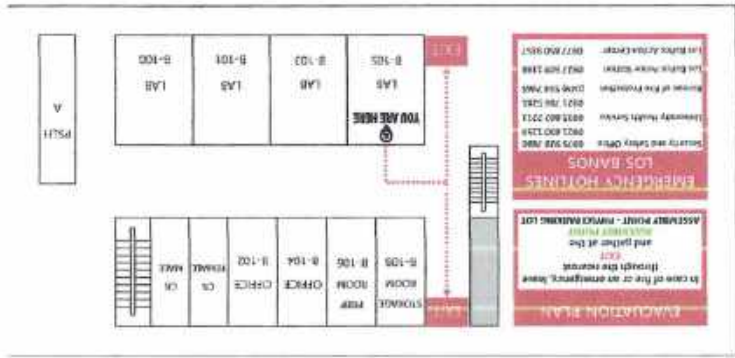 EVACUATION PLAN
In case of fire or an emergency, leave
through the nearest
EXIT
and gather at the
ASSEMBLY POINT
ASSEMBLY POINT - PHYSCI PARKING LOT
EMERGENCY HOTLINES
LOS BANOS
Security and Safety Office
University Health Service
Bureau of Fire Protection
Los Baños Police Station
Los Baños Action Center
EXIT
STORAGE
ROOM
B-108
PREP
ROOM
B-106
OFFICE
B-104
OFFICE
B-102
CR
FEMALE
CR
MALE
EXIT
YOU ARE HERE
LAB
B-105
LAB
B-103
LAB
B-101
LAB
B-100
PSLH
A